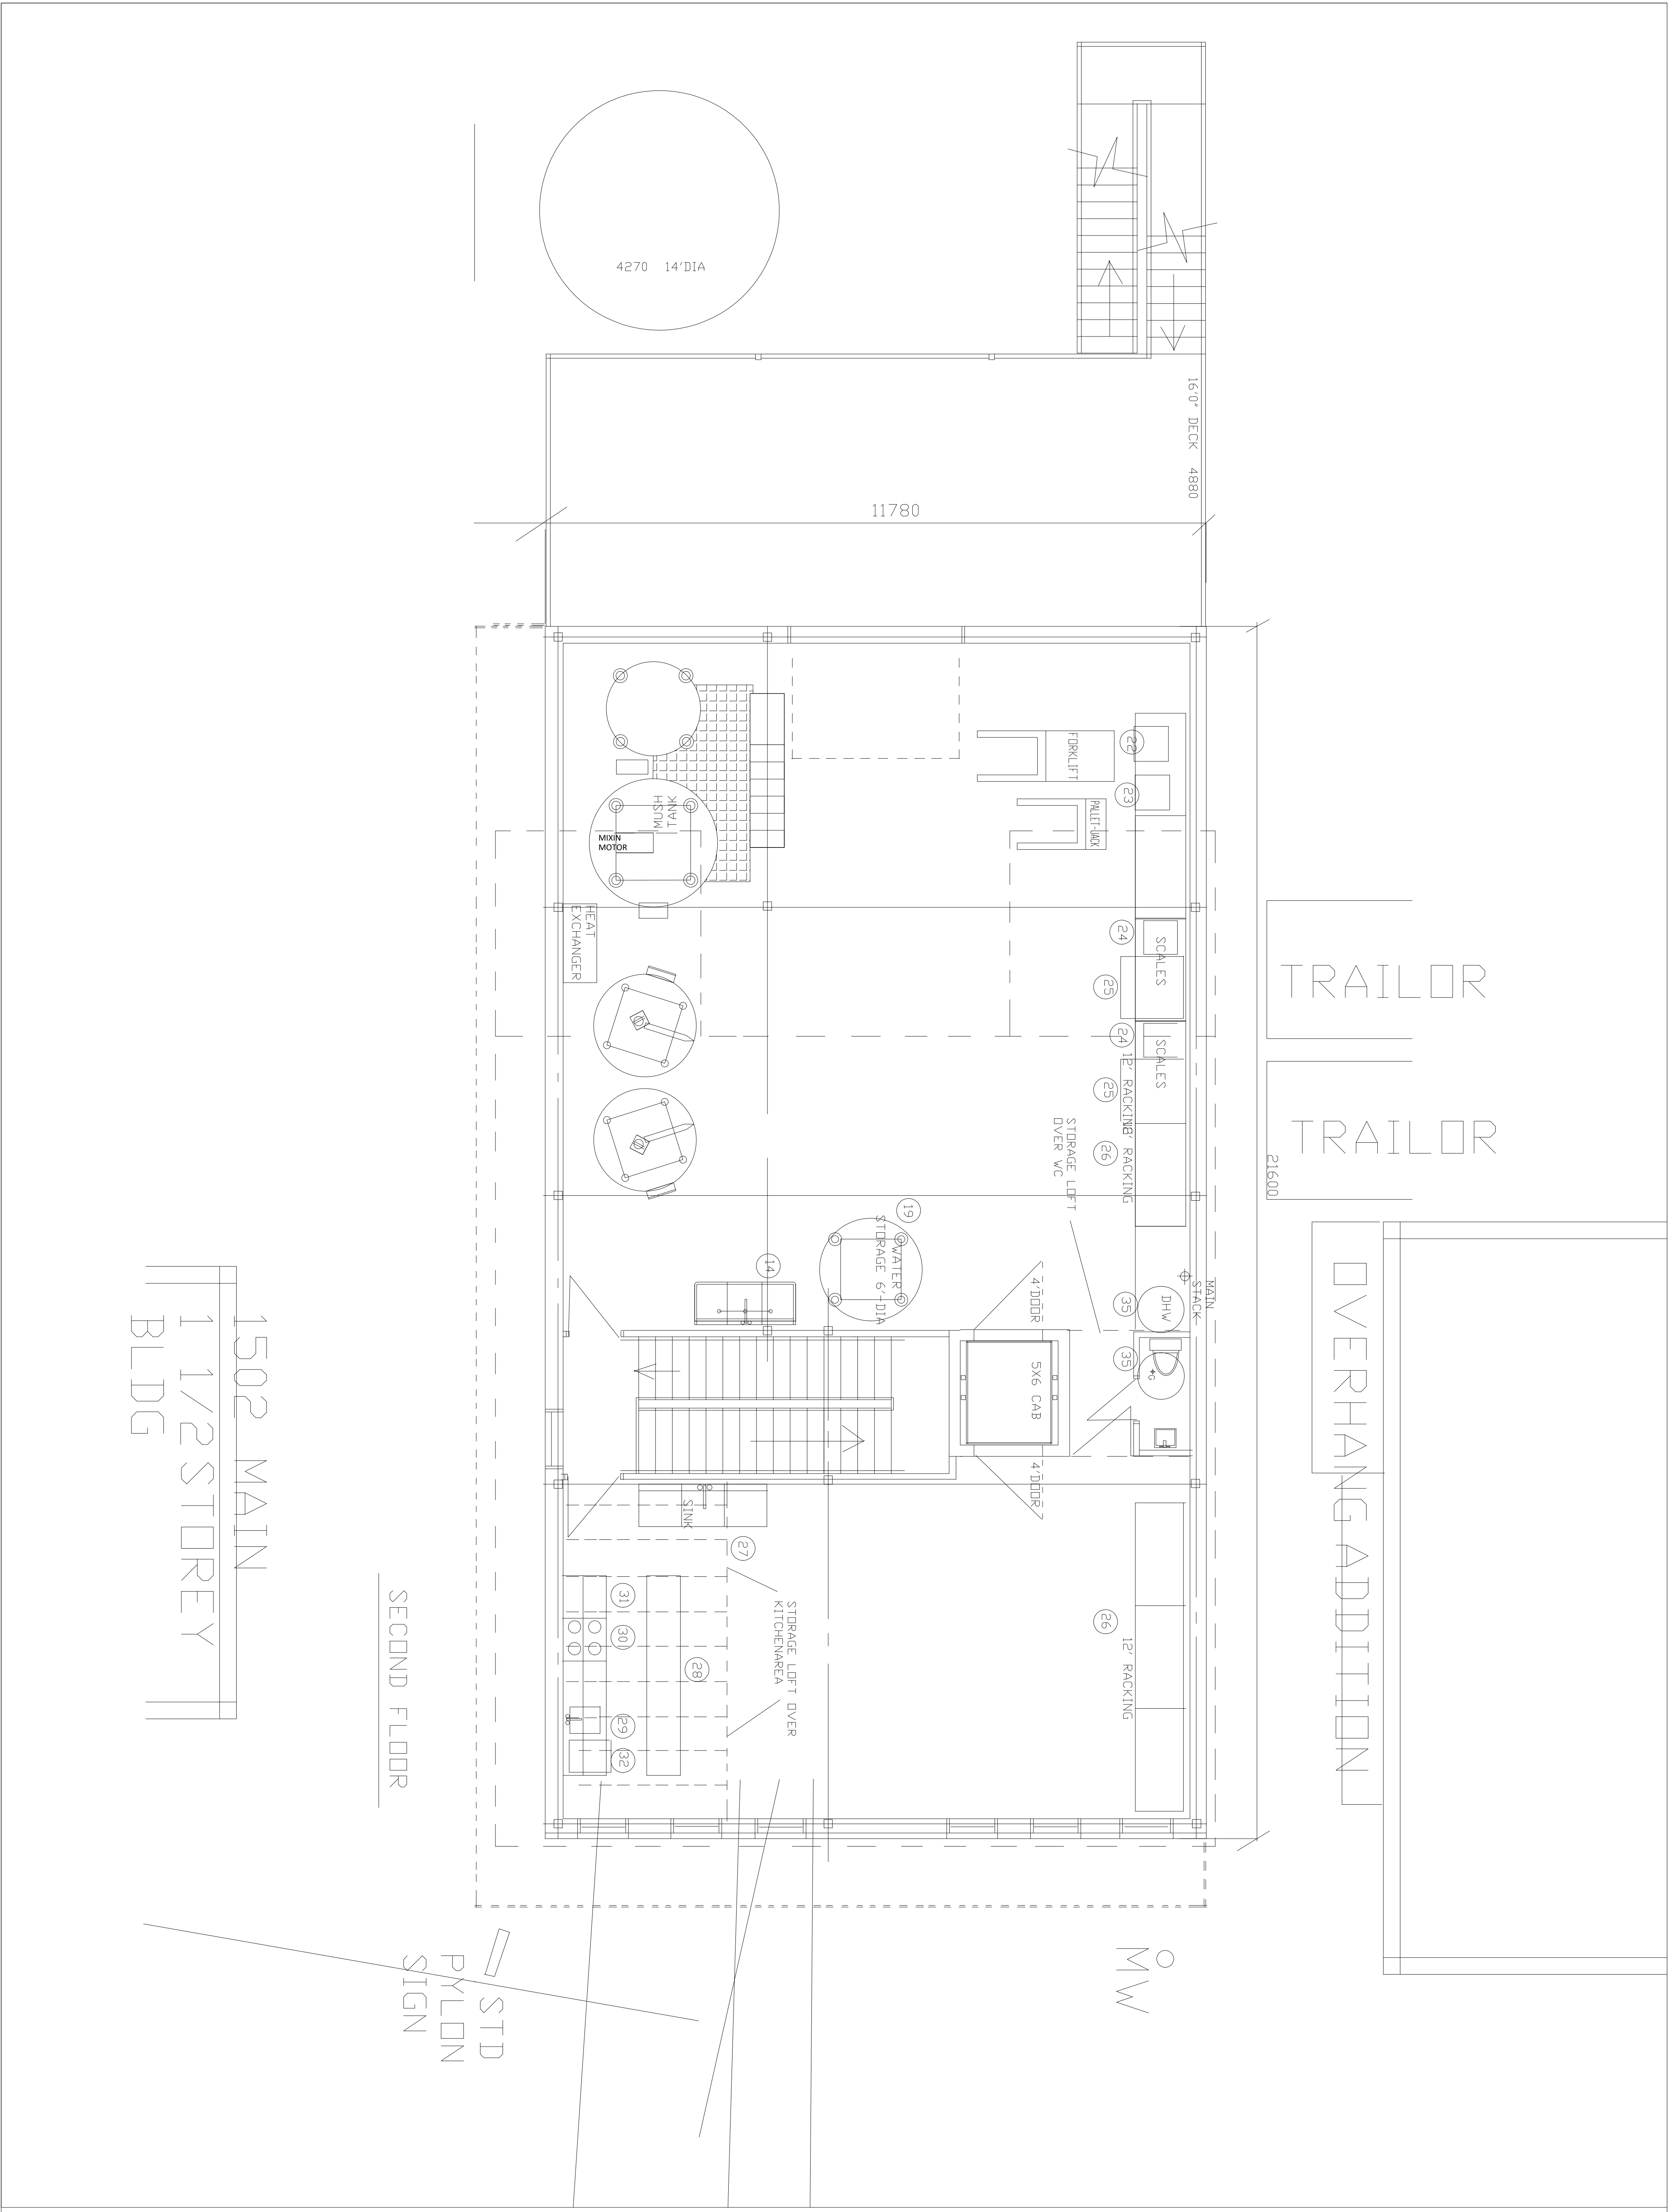 4270 14'DIA
16'0" DECK 4880
11780
FORKLIFT
22
23
PALLET-JACK
MUSH
TANK
MIXIN
MOTOR
HEAT
EXCHANGER
24
SCALES
25
24
SCALES
25
12' RACKING
8' RACKING
26
STORAGE LOFT
OVER WC
TRAILOR
TRAILOR
21600
19
WATER
STORAGE 6'-DIA
14
4'DOOR
MAIN
STACK
35
DHW
35
G
5X6 CAB
4'DOOR
OVERHANG ADDITION
1502 MAIN
1 1/2 STOREY
BLDG
SINK
27
31
30
28
29
32
STORAGE LOFT OVER
KITCHENAREA
26
12' RACKING
SECOND FLOOR
STD
PYLON
SIGN
MW